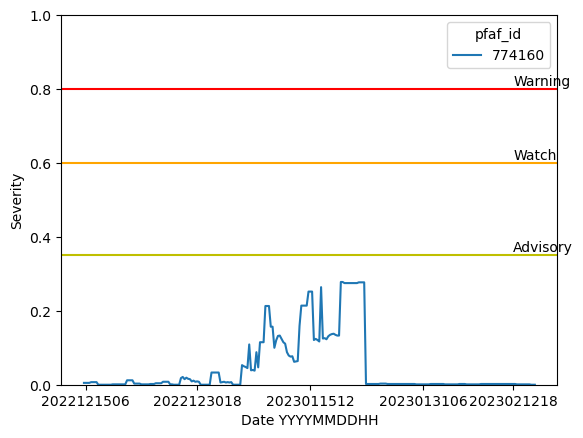 1.0
pfaf_id
774160
0.8
Warning
0.6
Watch
Severity
0.4
Advisory
0.2
0.0
2022121506 2022123018 2023011512 2023013106 2023021218
Date YYYYMMDDHH